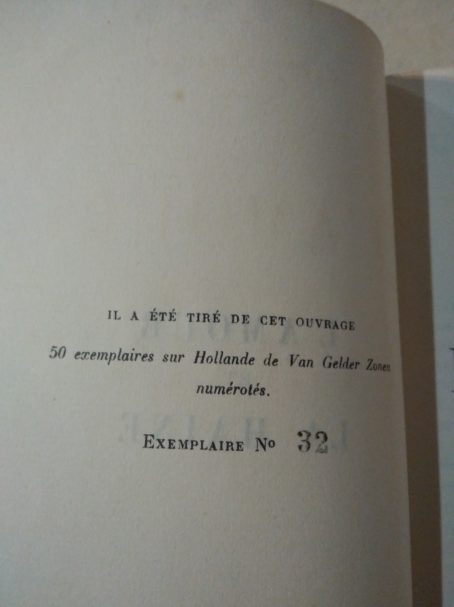 IL A ÉTÉ TIRÉ DE CET OUVRAGE
50 exemplaires sur Hollande de Van Gelder Zonen
numérotés.
EXEMPLAIRE Nº 32